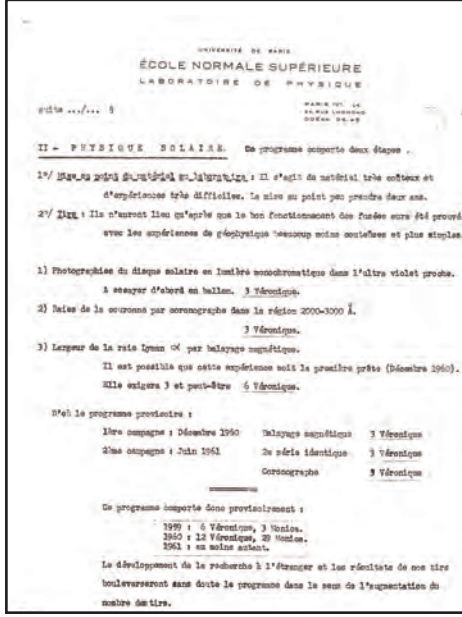 UNIVERSITÉ DE PARIS
ÉCOLE NORMALE SUPÉRIEURE
LABORATOIRE DE PHYSIQUE
suite .../...
PARIS
24, RUE LHOMOND
II - PHYSIQUE SOLAIRE. Ce programme comporte deux étapes.
1°/ Mise au point du matériel au laboratoire : Il s'agit de matériel très coûteux et
d'expériences très difficiles. La mise au point peu prendre deux ans.
2°/ Tirs : Ils n'auront lieu qu'après que le bon fonctionnement des fusées aura été prouvé
avec les expériences de géophysique beaucoup moins coûteuses et plus simples.
1) Photographies du disque solaire en lumière monochromatique dans l'ultra violet proche.
A essayer d'abord en ballon. 3 Véronique.
2) Raies de la couronne par coronographe dans la région 2000-3000 Å.
3 Véronique.
3) Largeur de la raie Lyman α par balayage magnétique.
Il est possible que cette expérience soit la première prête (Décembre 1960).
Elle exigera 3 et peut-être 6 Véronique.
D'où le programme provisoire :
1ère campagne : Décembre 1960 Balayage magnétique 3 Véronique
2ème campagne : Juin 1961 2e série identique 3 Véronique
Coronographe 3 Véronique
Ce programme comporte donc provisoirement :
1959 : 6 Véronique, 3 Monica.
1960 : 12 Véronique, 29 Monica.
1961 : au moins autant.
Le développement de la recherche à l'étranger et les résultats de nos tirs
bouleverseront sans doute le programme dans le sens de l'augmentation du
nombre de tirs.